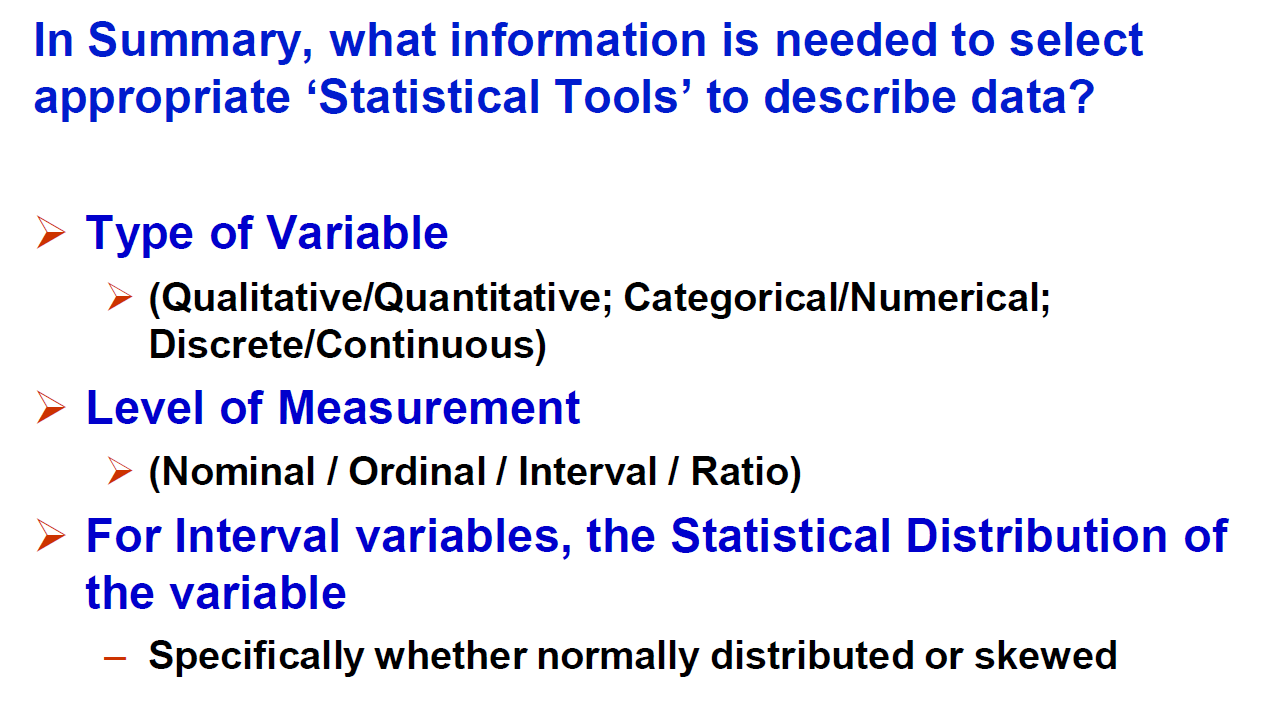 In Summary, what information is needed to select
appropriate ‘Statistical Tools’ to describe data?
Type of Variable
(Qualitative/Quantitative; Categorical/Numerical;
Discrete/Continuous)
Level of Measurement
(Nominal / Ordinal / Interval / Ratio)
For Interval variables, the Statistical Distribution of
the variable
– Specifically whether normally distributed or skewed